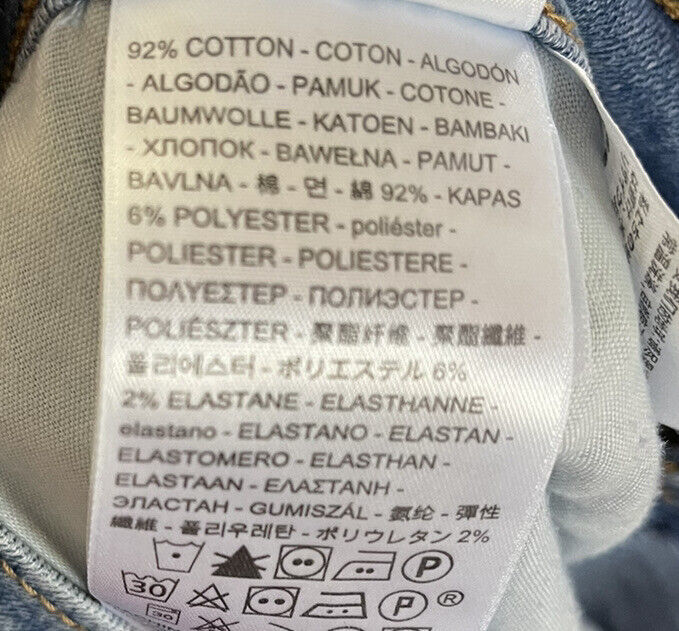 92% COTTON - COTON - ALGODÓN
- ALGODÃO - PAMUK - COTONE -
BAUMWOLLE - KATOEN - BAMBAKI
- ХЛОПОК - BAWEŁNA - PAMUT -
BAVLNA - 棉 - 면 - 綿 92% - KAPAS
6% POLYESTER - poliéster -
POLIESTER - POLIESTERE -
ΠΟΛΥΕΣΤΕΡ - ПОЛИЭСТЕР -
POLIÉSZTER - 聚酯纤维 - 聚酯纖維 -
폴리에스터 - ポリエステル 6%
2% ELASTANE - ELASTHANNE -
elastano - ELASTANO - ELASTAN -
ELASTOMERO - ELASTHAN -
ELASTAAN - ΕΛΑΣΤΑΝΗ -
ЭЛАСТАН - GUMISZÁL - 氨纶 - 彈性
纖維 - 폴리우레탄 - ポリウレタン 2%
P
30 P ®
30